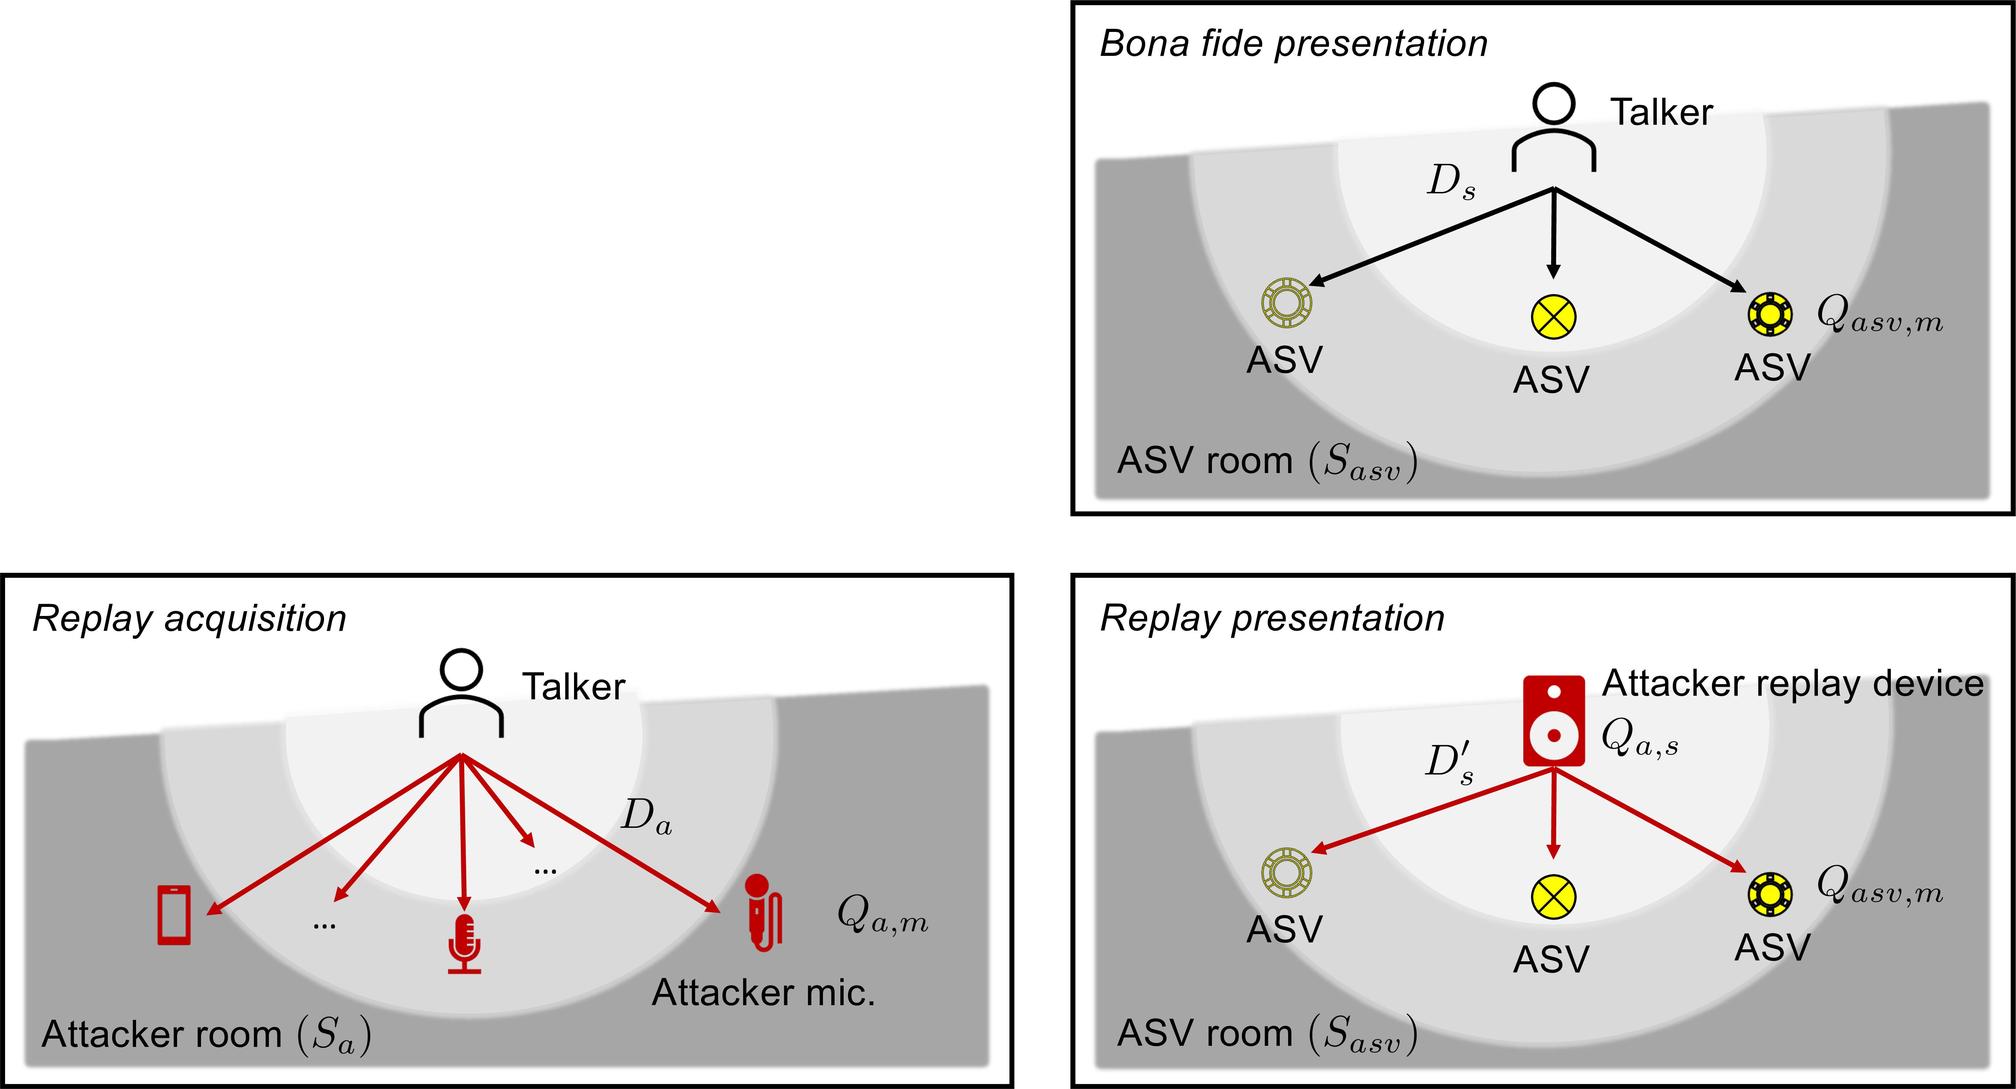 Bona fide presentation
Talker
D_s
Q_{asv,m}
ASV
ASV
ASV
ASV room (S_{asv})
Replay acquisition
Talker
D_a
...
...
Q_{a,m}
Attacker mic.
Attacker room (S_a)
Replay presentation
Attacker replay device
Q_{a,s}
D'_s
Q_{asv,m}
ASV
ASV
ASV
ASV room (S_{asv})